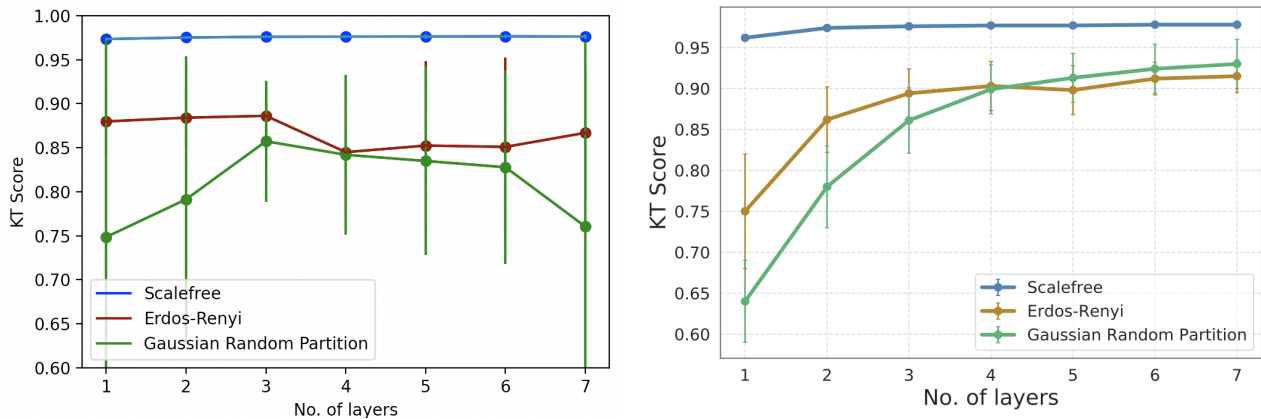 1.00
0.95
0.90
0.85
0.80
0.75
0.70
0.65
0.60
KT Score
Scalefree
Erdos-Renyi
Gaussian Random Partition
1 2 3 4 5 6 7
No. of layers
0.95
0.90
0.85
0.80
0.75
0.70
0.65
0.60
KT Score
Scalefree
Erdos-Renyi
Gaussian Random Partition
1 2 3 4 5 6 7
No. of layers